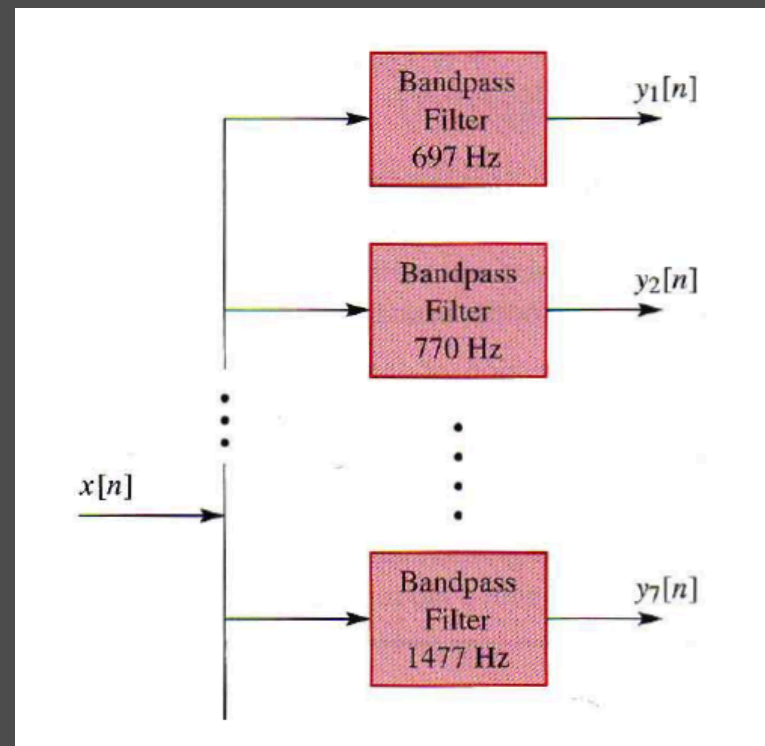 Bandpass
Filter
697 Hz
y₁[n]
Bandpass
Filter
770 Hz
y₂[n]
x[n]
Bandpass
Filter
1477 Hz
y₇[n]